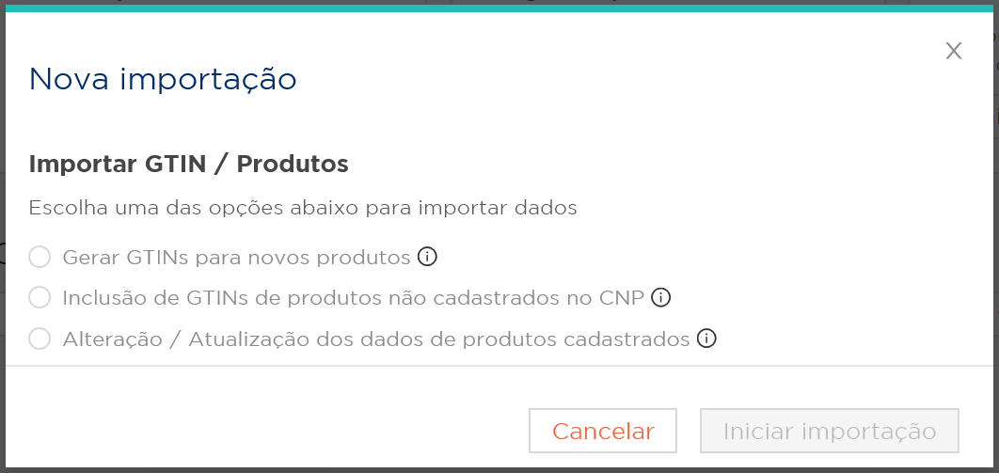 X
Nova importação
Importar GTIN / Produtos
Escolha uma das opções abaixo para importar dados
Gerar GTINs para novos produtos
Inclusão de GTINs de produtos não cadastrados no CNP
Alteração / Atualização dos dados de produtos cadastrados
Cancelar Iniciar importação